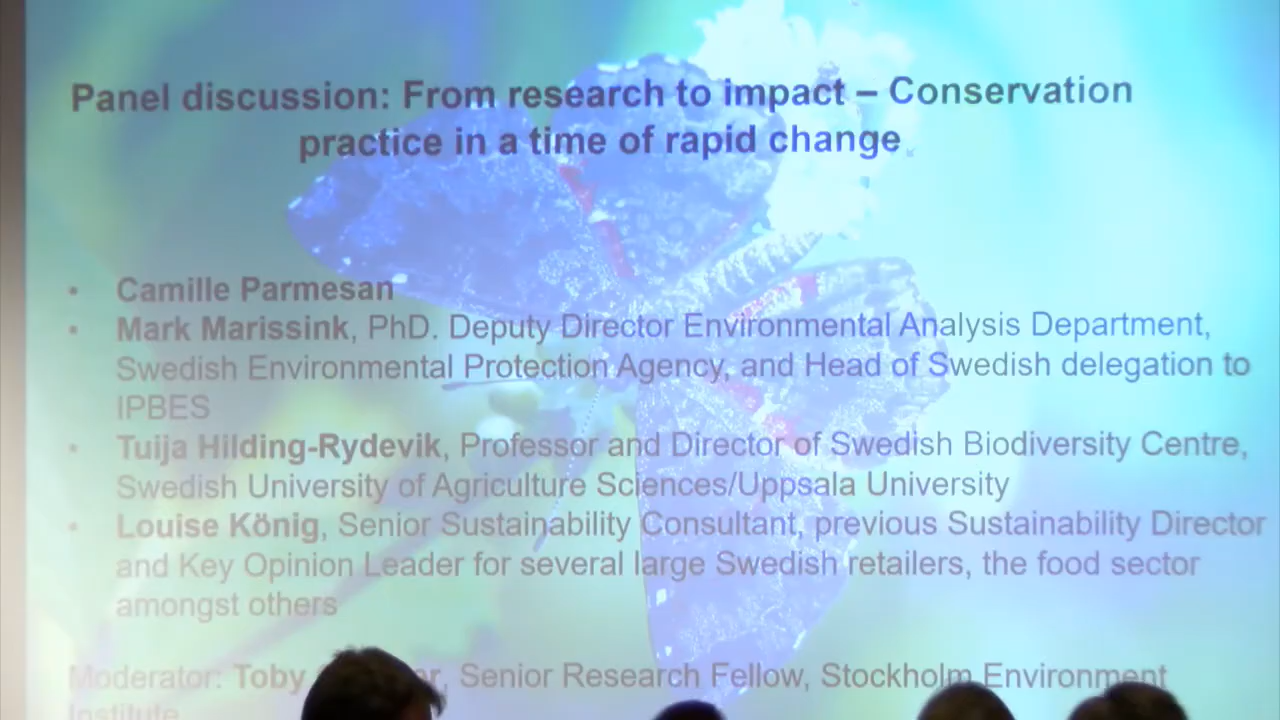 Panel discussion: From research to impact – Conservation
practice in a time of rapid change
• Camille Parmesan
• Mark Marissink, PhD. Deputy Director Environmental Analysis Department,
Swedish Environmental Protection Agency, and Head of Swedish delegation to
IPBES
• Tuija Hilding-Rydevik, Professor and Director of Swedish Biodiversity Centre,
Swedish University of Agriculture Sciences/Uppsala University
• Louise König, Senior Sustainability Consultant, previous Sustainability Director
and Key Opinion Leader for several large Swedish retailers, the food sector
amongst others
Moderator: Toby , Senior Research Fellow, Stockholm Environment
Institute